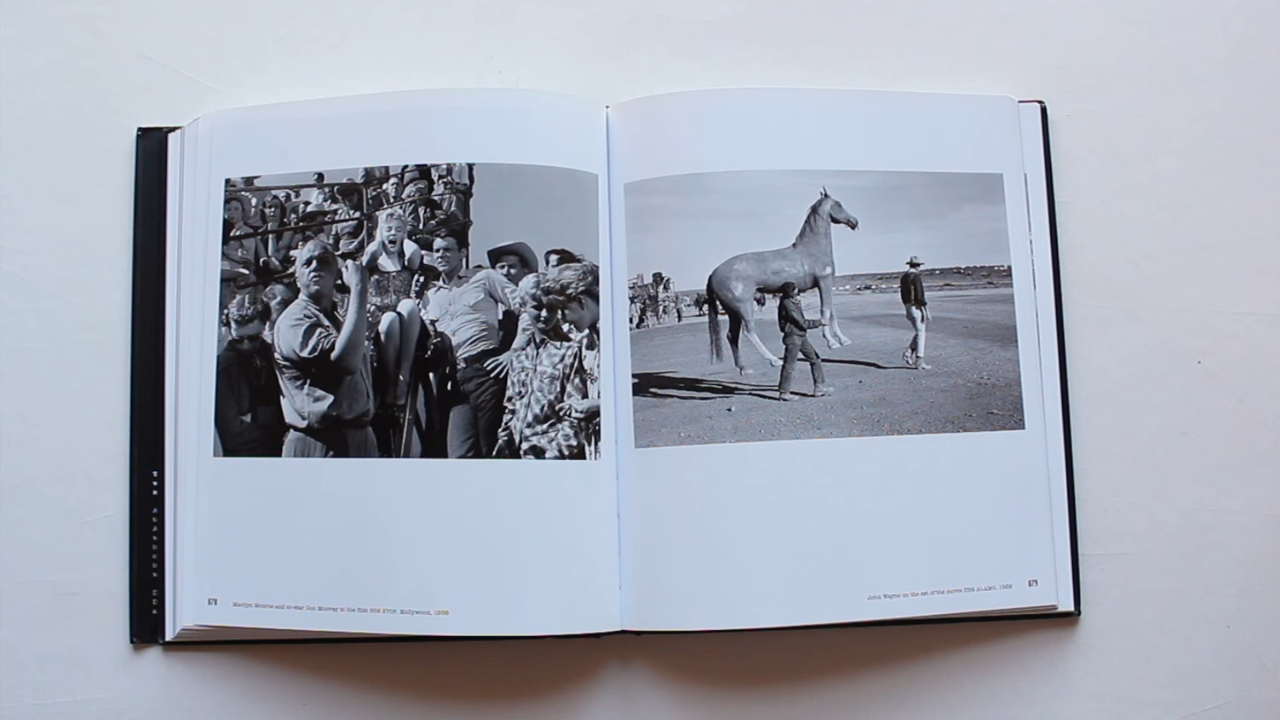 678 Marilyn Monroe and co-star Don Murray in the film BUS STOP, Hollywood, 1956
John Wayne on the set of the movie THE ALAMO, 1959 679